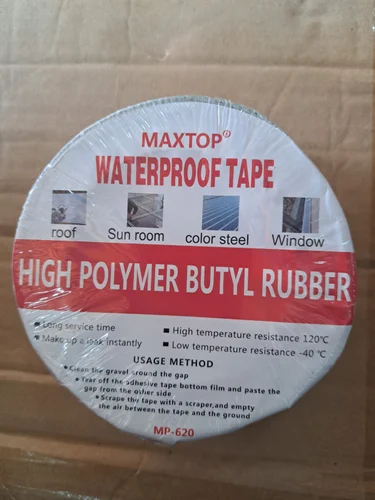 MAXTOP®
WATERPROOF TAPE
roof Sun room color steel Window
HIGH POLYMER BUTYL RUBBER
▪ Long service time ▪ High temperature resistance 120℃
▪ Make up a leak instantly ▪ Low temperature resistance -40 ℃
USAGE METHOD
• Clean the gravel around the gap
• Tear off the adhesive tape bottom film and paste the
gap from the other side
• Scrape the tape with a scraper,and empty
the air between the tape and the ground
MP-620